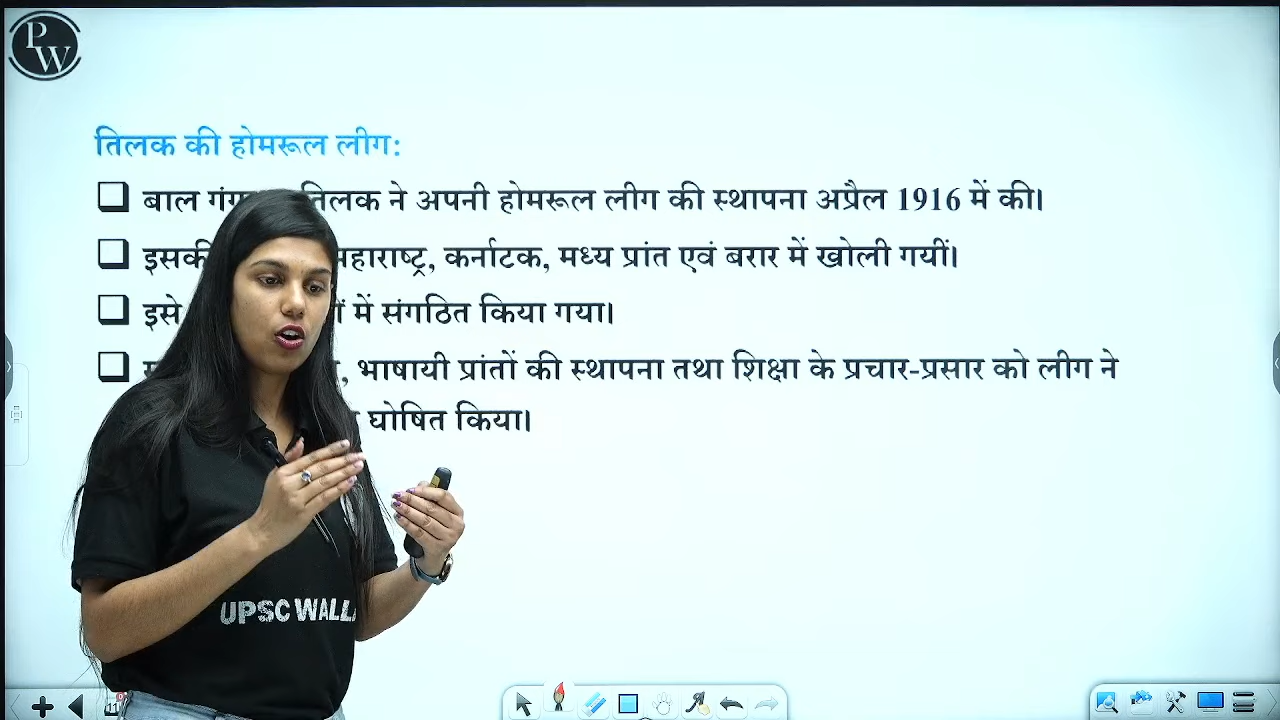 PW
तिलक की होमरूल लीग:
बाल तिलक ने अपनी होमरूल लीग की स्थापना अप्रैल 1916 में की।
इसकी महाराष्ट्र, कर्नाटक, मध्य प्रांत एवं बरार में खोली गयीं।
इसे में संगठित किया गया।
भाषायी प्रांतों की स्थापना तथा शिक्षा के प्रचार-प्रसार को लीग ने
घोषित किया।
UPSC WALL